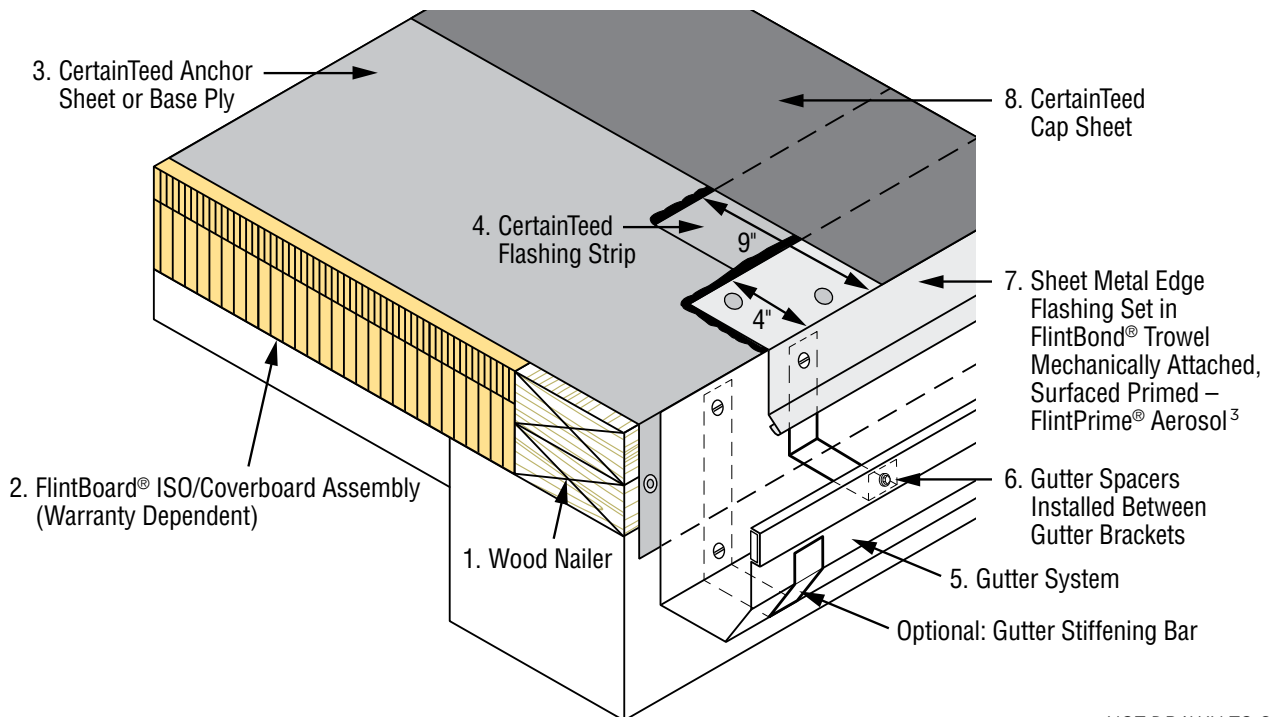 3. CertainTeed Anchor
Sheet or Base Ply
8. CertainTeed
Cap Sheet
4. CertainTeed
Flashing Strip
9"
4"
7. Sheet Metal Edge
Flashing Set in
FlintBond® Trowel
Mechanically Attached,
Surfaced Primed –
FlintPrime® Aerosol³
2. FlintBoard® ISO/Coverboard Assembly
(Warranty Dependent)
1. Wood Nailer
6. Gutter Spacers
Installed Between
Gutter Brackets
5. Gutter System
Optional: Gutter Stiffening Bar